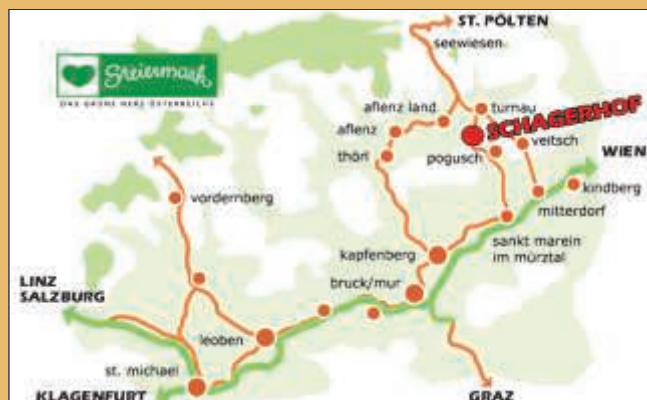 ST. PÖLTEN
seewiesen
Steiermark
DAS GRÜNE HERZ ÖSTERREICHS
aflenz land
turnau
SCHAGERHOF
aflenz
veitsch
thörl
pogusch
WIEN
kindberg
vordernberg
mitterdorf
sankt marein
im mürztal
kapfenberg
bruck/mur
LINZ
SALZBURG
leoben
st. michael
KLAGENFURT
GRAZ